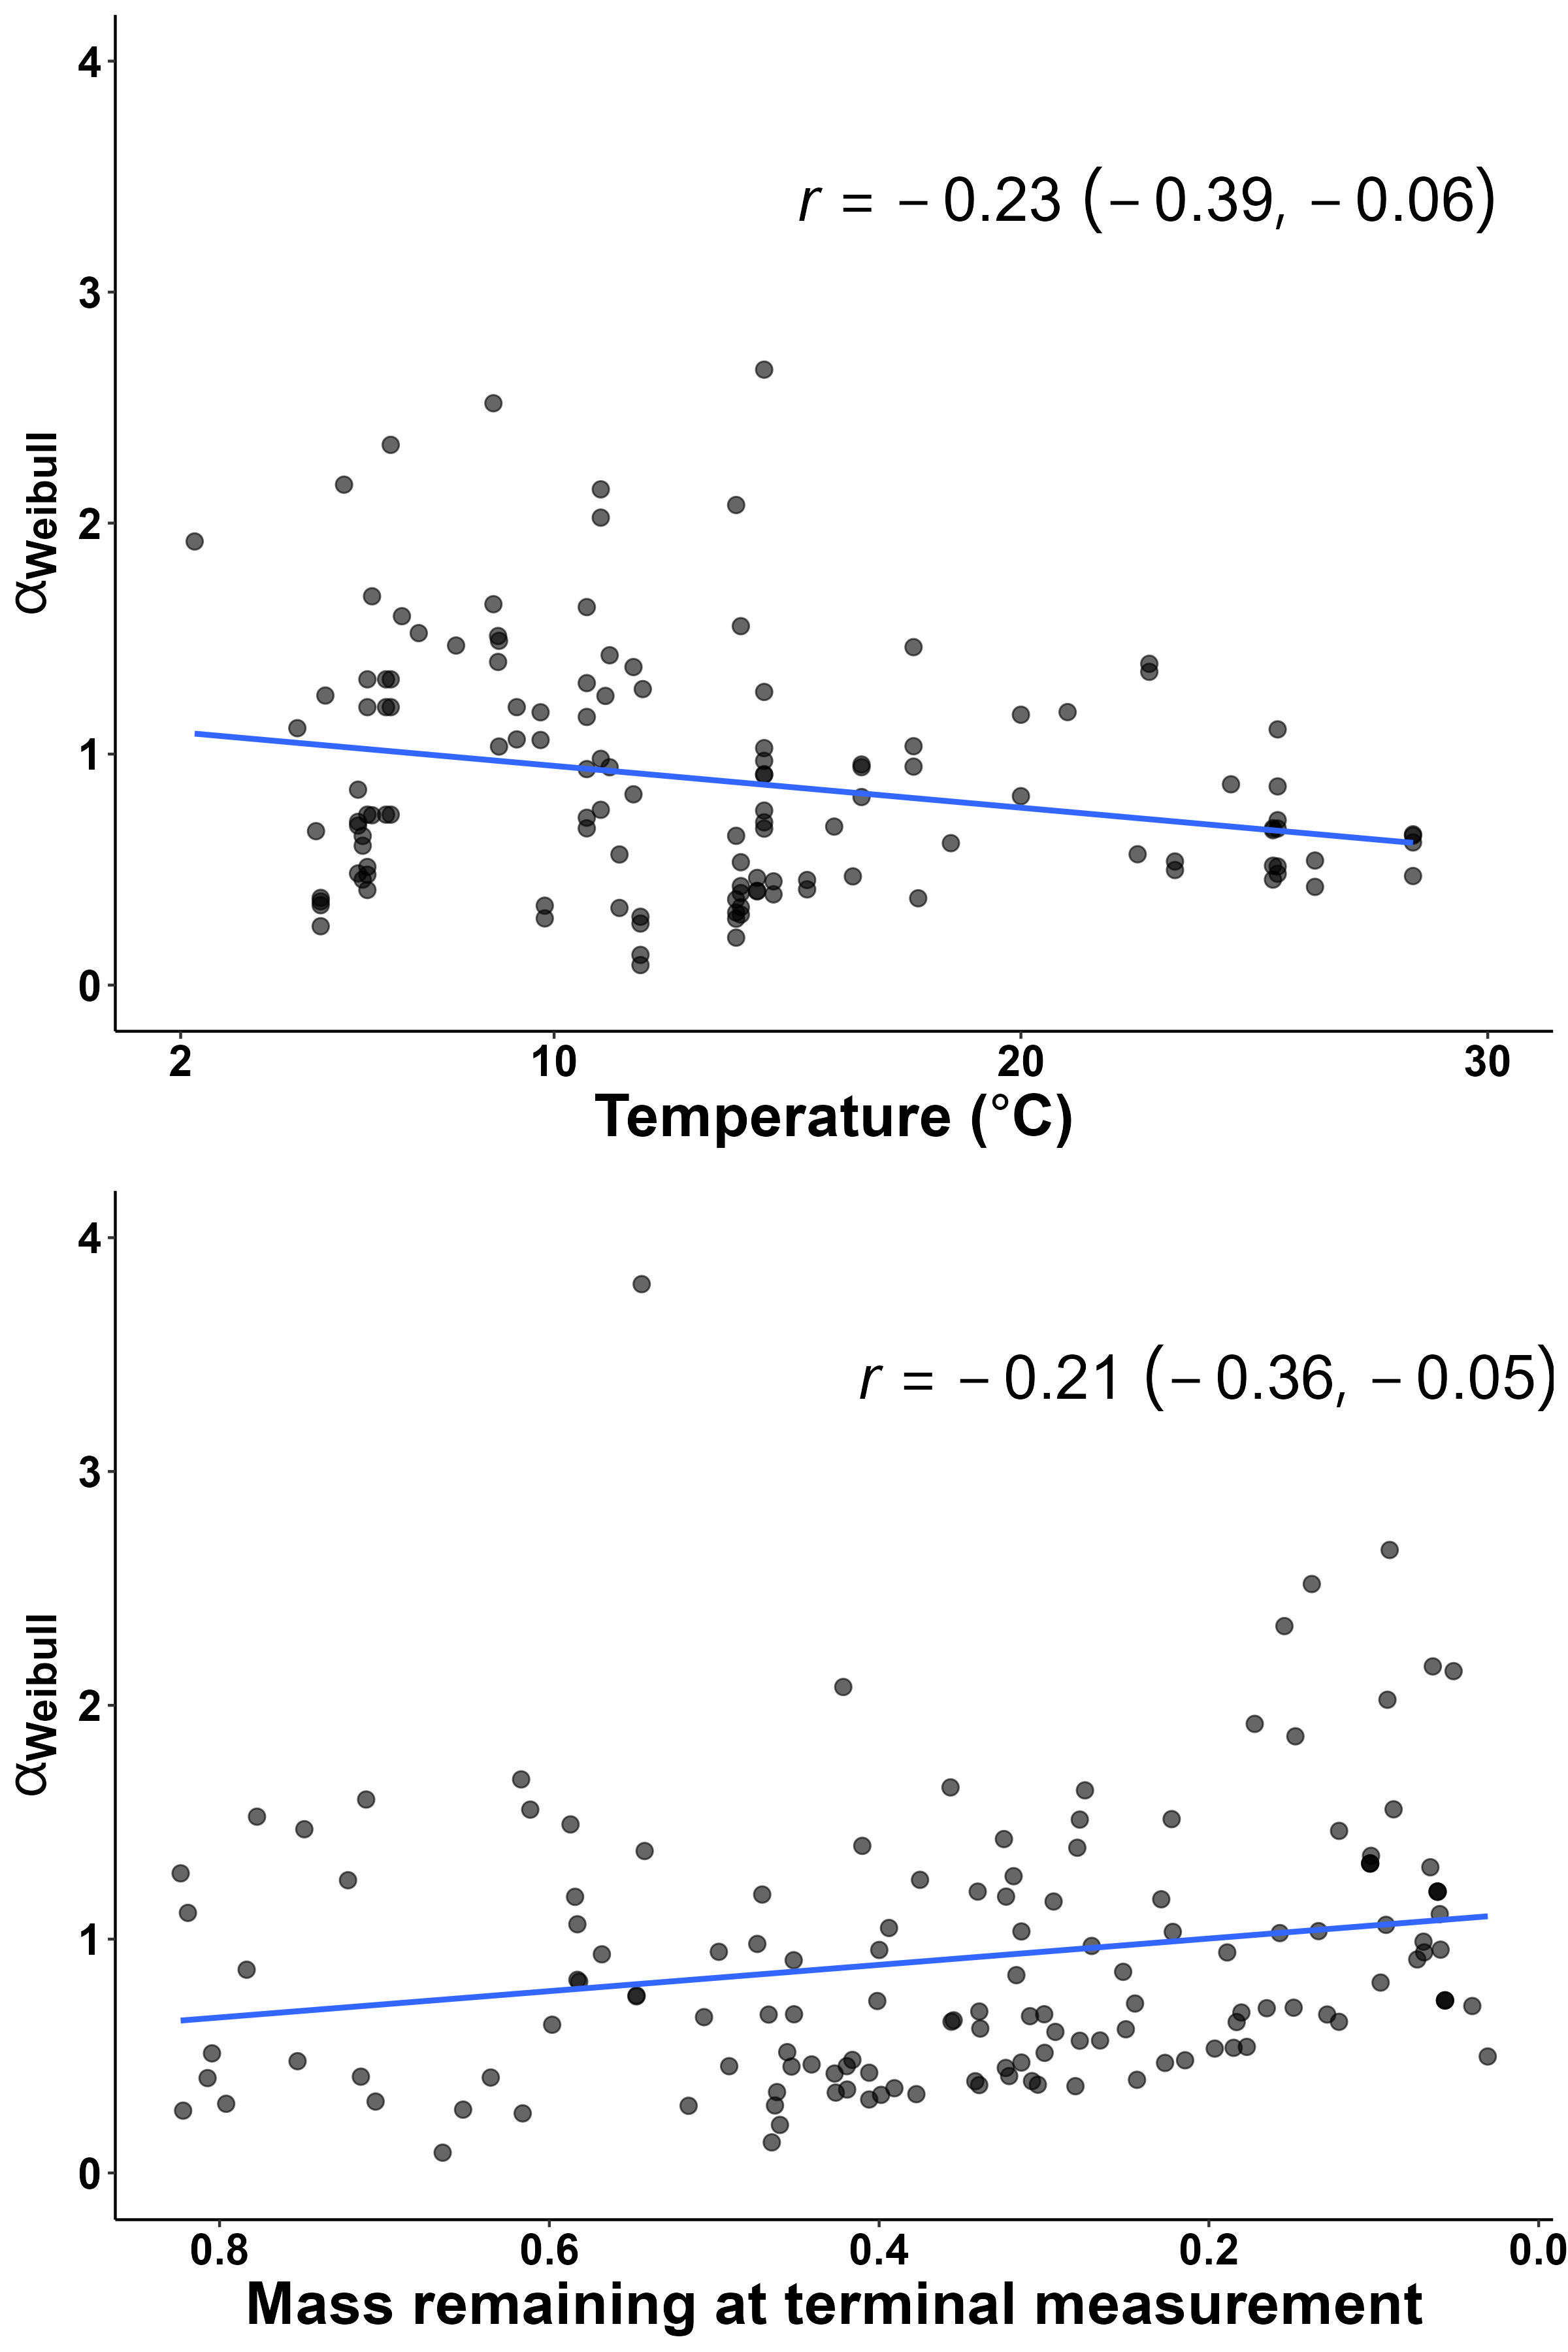 4
r = − 0.23 (− 0.39, − 0.06)
3
αWeibull
2
1
0
2 10 20 30
Temperature (°C)
4
r = − 0.21 (− 0.36, − 0.05)
3
αWeibull
2
1
0
0.8 0.6 0.4 0.2 0.0
Mass remaining at terminal measurement